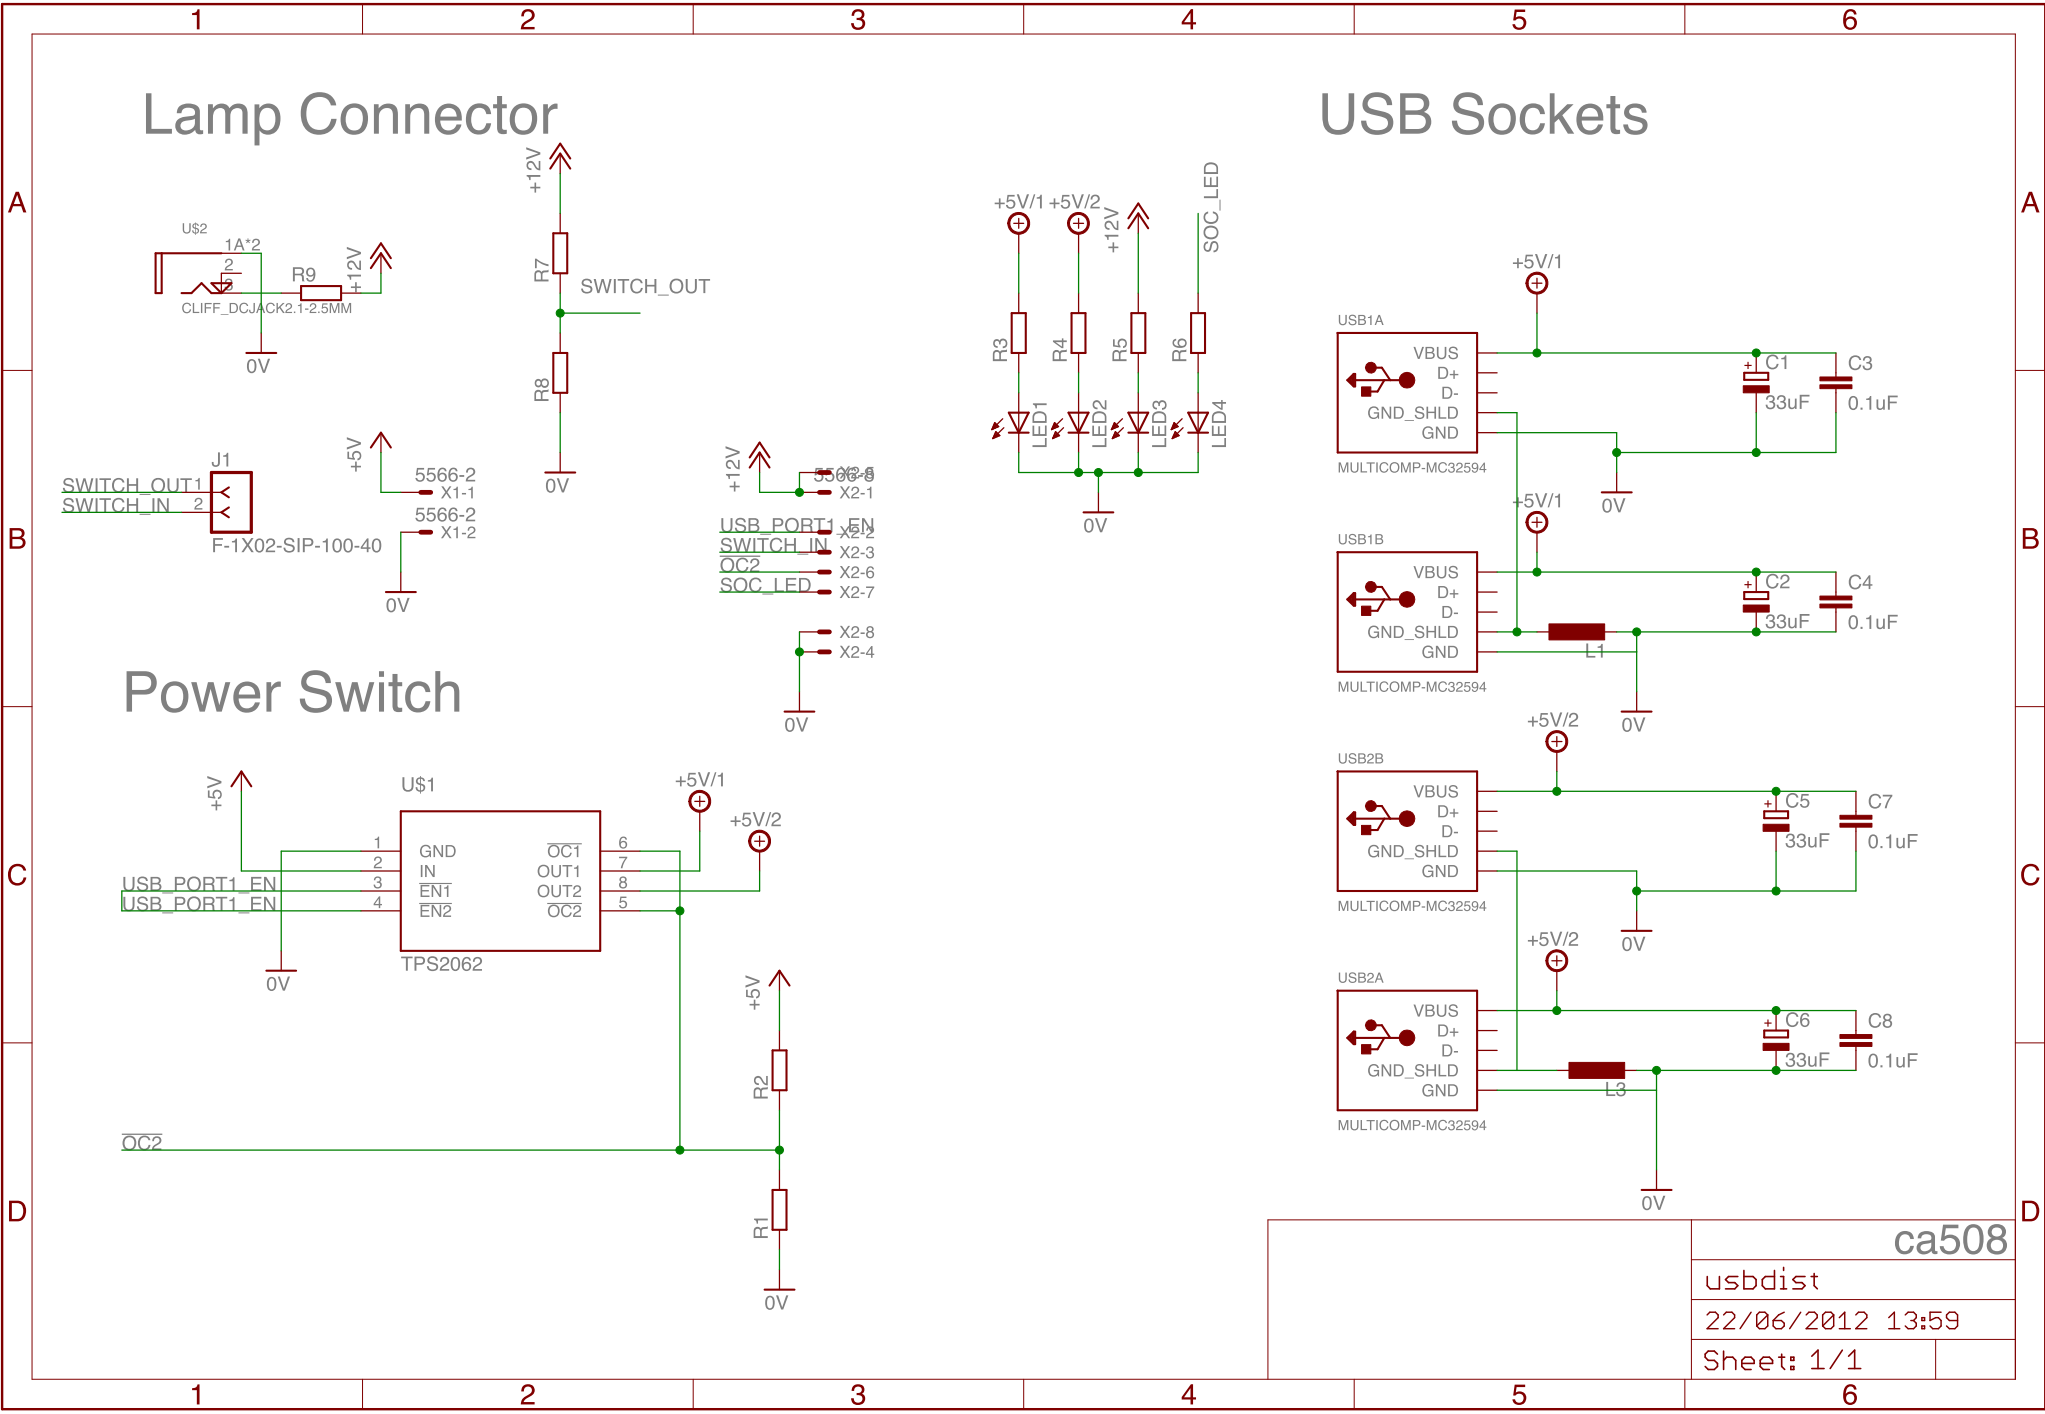 1 2 3 4 5 6
A A
B B
C C
D D
Lamp Connector
+12V
U$2
1A*2
2
3
R9
+12V
CLIFF_DCJACK2.1-2.5MM
0V
R7
SWITCH_OUT
R8
0V
J1
SWITCH_OUT 1
SWITCH_IN 2
F-1X02-SIP-100-40
+5V
5566-2
X1-1
5566-2
X1-2
0V
+12V
X2-1
USB_PORT1_EN
X2-2
SWITCH_IN
X2-3
OC2
X2-6
SOC_LED
X2-7
X2-8
X2-4
0V
+5V/1 +5V/2 +12V SOC_LED
R3 R4 R5 R6
LED1 LED2 LED3 LED4
0V
Power Switch
+5V
U$1
1 GND
2 IN
3 EN1
4 EN2
OC1 6
OUT1 7
OUT2 8
OC2 5
USB_PORT1_EN
USB_PORT1_EN
TPS2062
0V
+5V/1
+5V/2
+5V
R2
OC2
R1
0V
USB Sockets
+5V/1
USB1A
VBUS
D+
D-
GND_SHLD
GND
MULTICOMP-MC32594
+ C1
33uF
C3
0.1uF
0V
+5V/1
USB1B
VBUS
D+
D-
GND_SHLD
GND
MULTICOMP-MC32594
L1
+ C2
33uF
C4
0.1uF
0V
+5V/2
USB2B
VBUS
D+
D-
GND_SHLD
GND
MULTICOMP-MC32594
+ C5
33uF
C7
0.1uF
0V
+5V/2
USB2A
VBUS
D+
D-
GND_SHLD
GND
MULTICOMP-MC32594
L3
+ C6
33uF
C8
0.1uF
0V
ca508
usbdist
22/06/2012 13:59
Sheet: 1/1
1 2 3 4 5 6